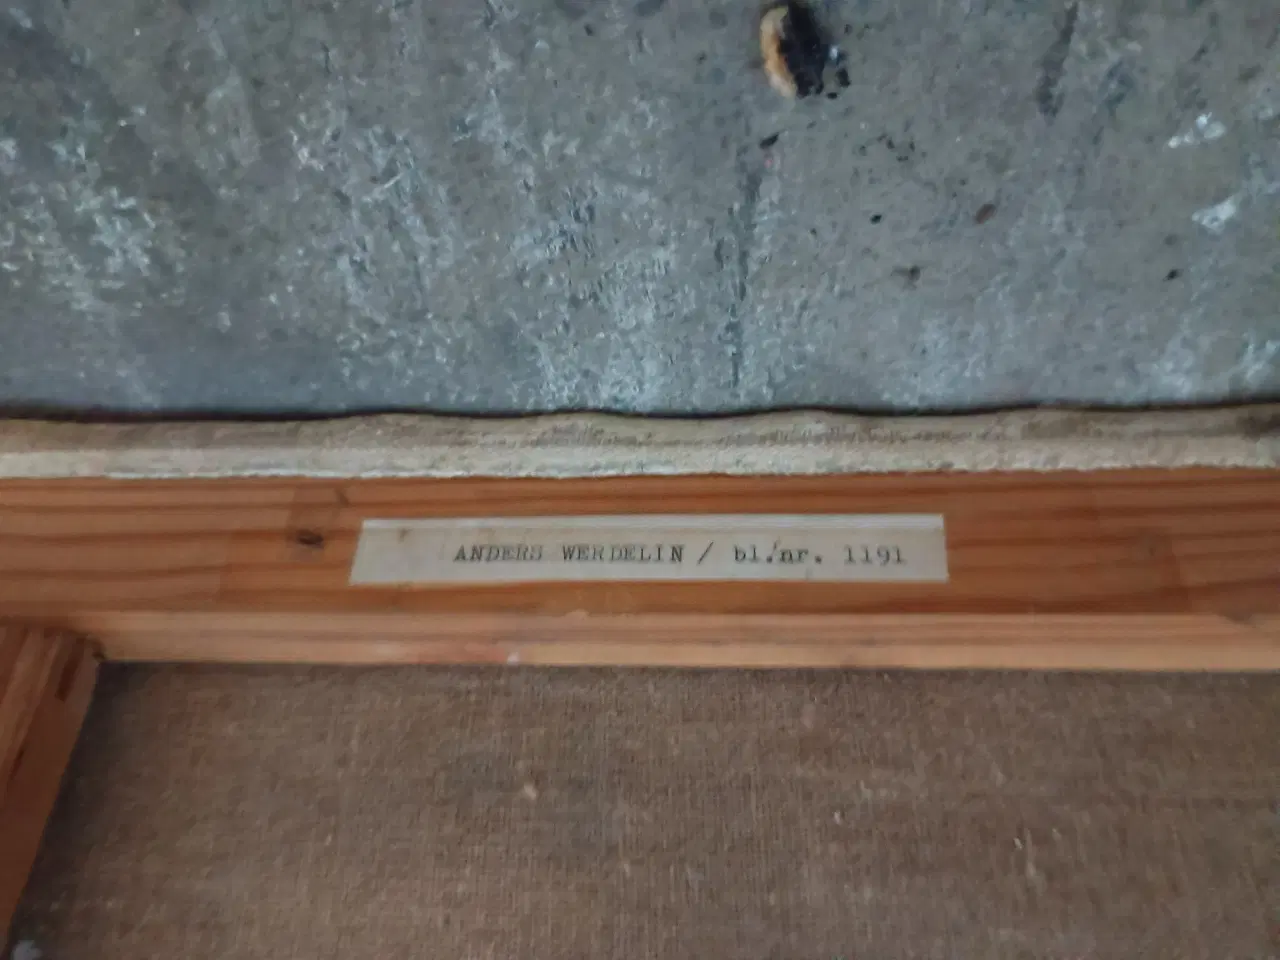 ANDERS WERDELIN / bl.nr. 1191